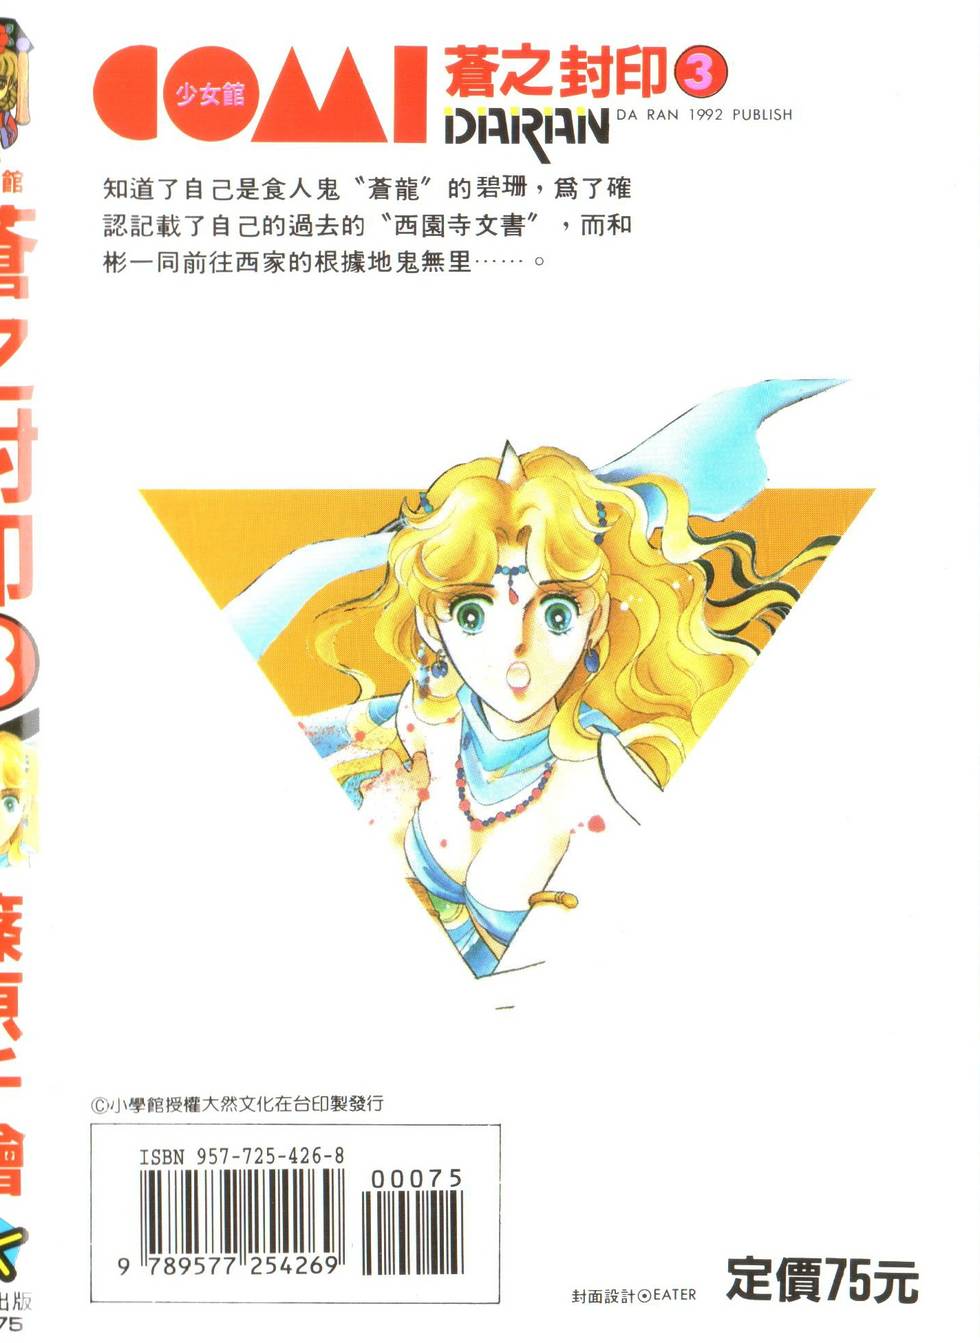 COMI
少女館
蒼之封印3
DARAN
DA RAN 1992 PUBLISH
知道了自己是食人鬼〝蒼龍〞的碧珊，爲了確
認記載了自己的過去的〝西園寺文書〞，而和
彬一同前往西家的根據地鬼無里……。
©小學館授權大然文化在台印製發行
ISBN 957-725-426-8
00075
9 789577 254269
封面設計⊙EATER
定價75元
館
蒼之封印
3
篠原千繪
出版
75